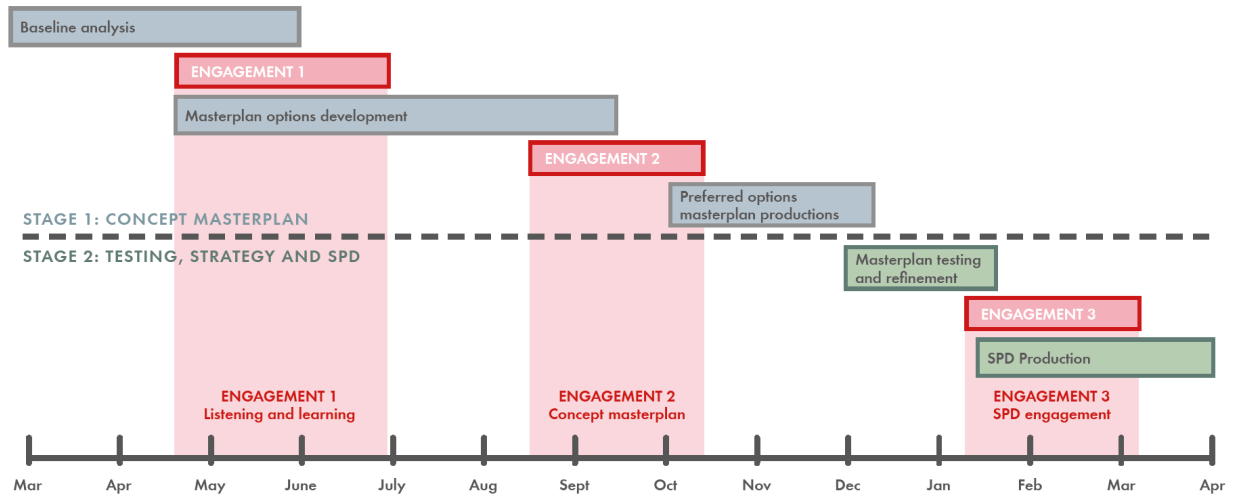 Baseline analysis
ENGAGEMENT 1
Masterplan options development
ENGAGEMENT 2
Preferred options
masterplan productions
STAGE 1: CONCEPT MASTERPLAN
STAGE 2: TESTING, STRATEGY AND SPD
Masterplan testing
and refinement
ENGAGEMENT 3
SPD Production
ENGAGEMENT 1
Listening and learning
ENGAGEMENT 2
Concept masterplan
ENGAGEMENT 3
SPD engagement
Mar Apr May June July Aug Sept Oct Nov Dec Jan Feb Mar Apr